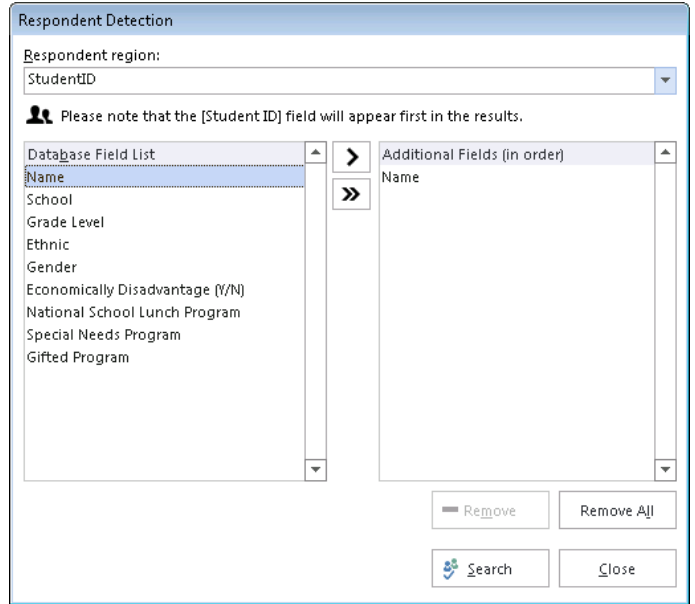 Respondent Detection
Respondent region:
StudentID
Please note that the [Student ID] field will appear first in the results.
Database Field List
Name
School
Grade Level
Ethnic
Gender
Economically Disadvantage (Y/N)
National School Lunch Program
Special Needs Program
Gifted Program
Additional Fields (in order)
Name
Remove
Remove All
Search
Close